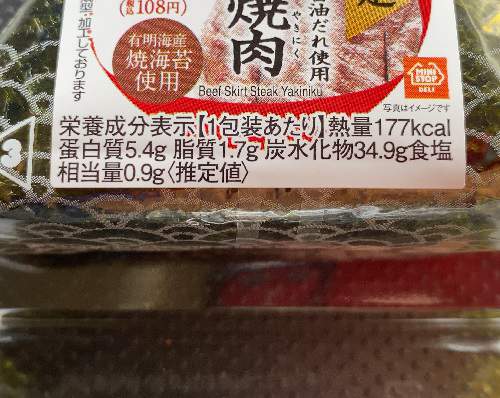 型・加工しております
(税込108円)
有明海産
焼海苔
使用
焼肉
やきにく
油だれ使用
Beef Skirt Steak Yakiniku
MINI
STOP
DELI
写真はイメージです
栄養成分表示【1包装あたり】熱量177kcal
蛋白質5.4g 脂質1.7g 炭水化物34.9g食塩
相当量0.9g〈推定値〉
3